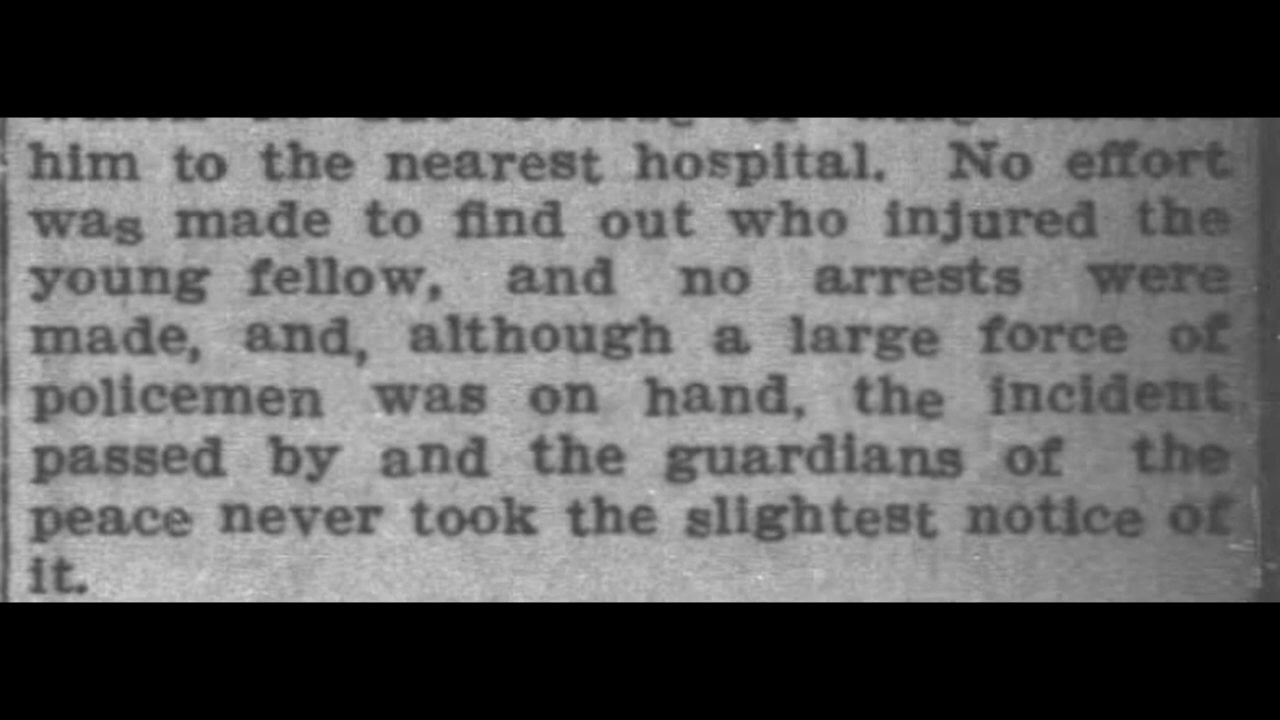 him to the nearest hospital. No effort
was made to find out who injured the
young fellow, and no arrests were
made, and, although a large force of
policemen was on hand, the incident
passed by and the guardians of the
peace never took the slightest notice of
it.